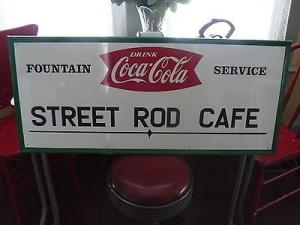 DRINK
FOUNTAIN Coca-Cola SERVICE
STREET ROD CAFE